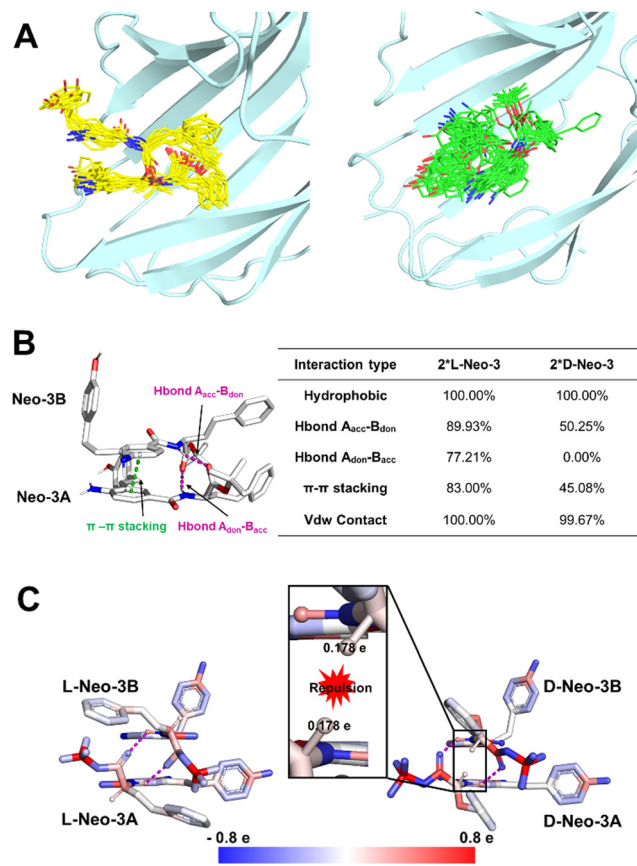 A
B
Neo-3B
Neo-3A
Hbond Aacc-Bdon
π –π stacking
Hbond Adon-Bacc
Interaction type 2*L-Neo-3 2*D-Neo-3
Hydrophobic 100.00% 100.00%
Hbond Aacc-Bdon 89.93% 50.25%
Hbond Adon-Bacc 77.21% 0.00%
π-π stacking 83.00% 45.08%
Vdw Contact 100.00% 99.67%
C
L-Neo-3B
L-Neo-3A
0.178 e
Repulsion
0.178 e
D-Neo-3B
D-Neo-3A
- 0.8 e 0.8 e